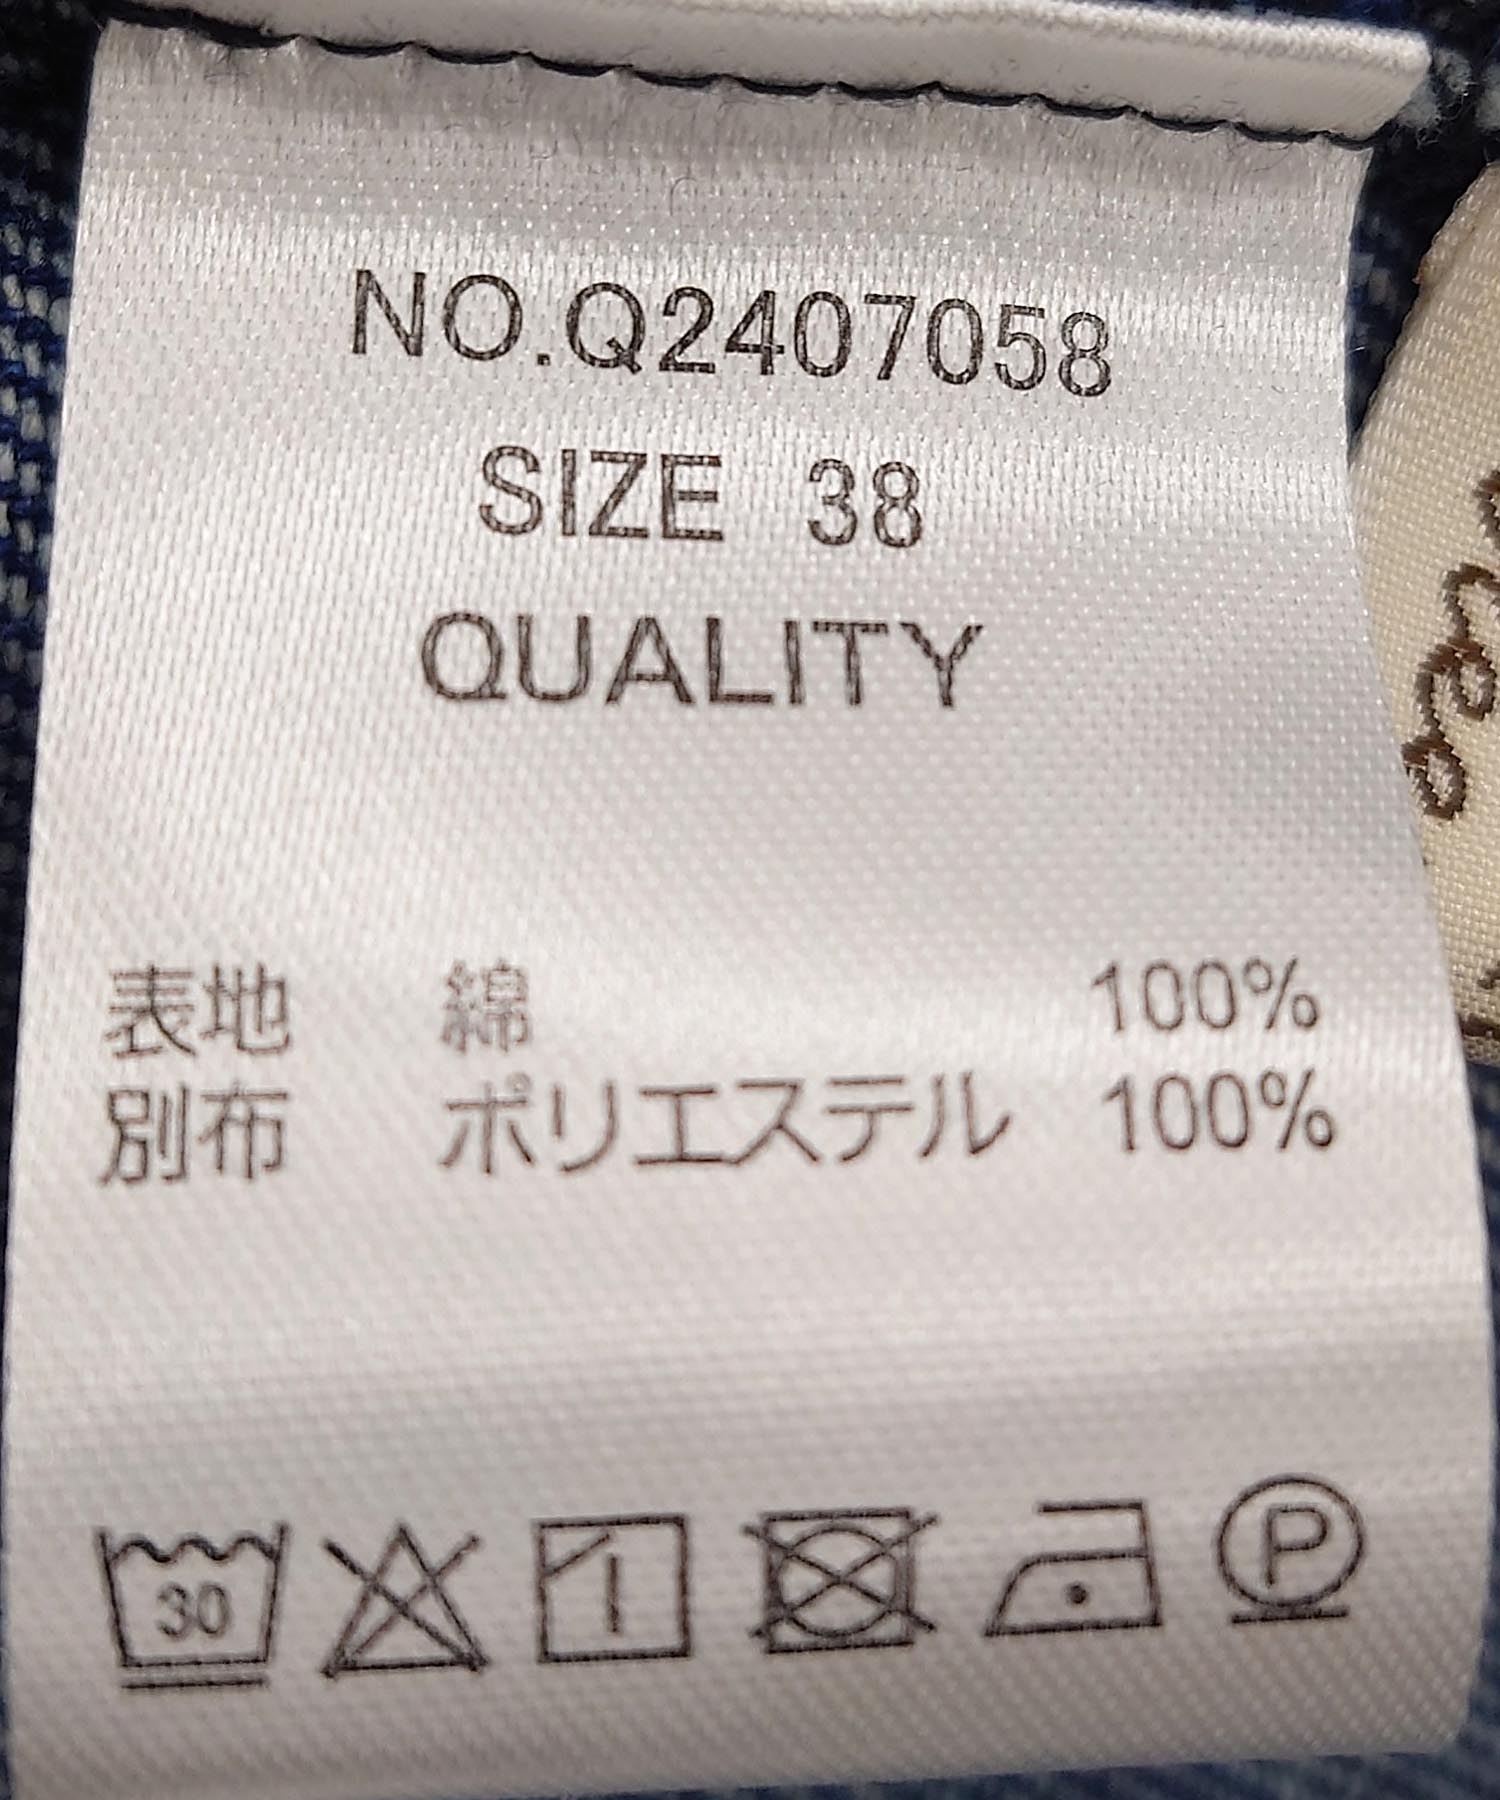 NO.Q2407058
SIZE 38
QUALITY
表地 綿 100%
別布 ポリエステル 100%
30
P